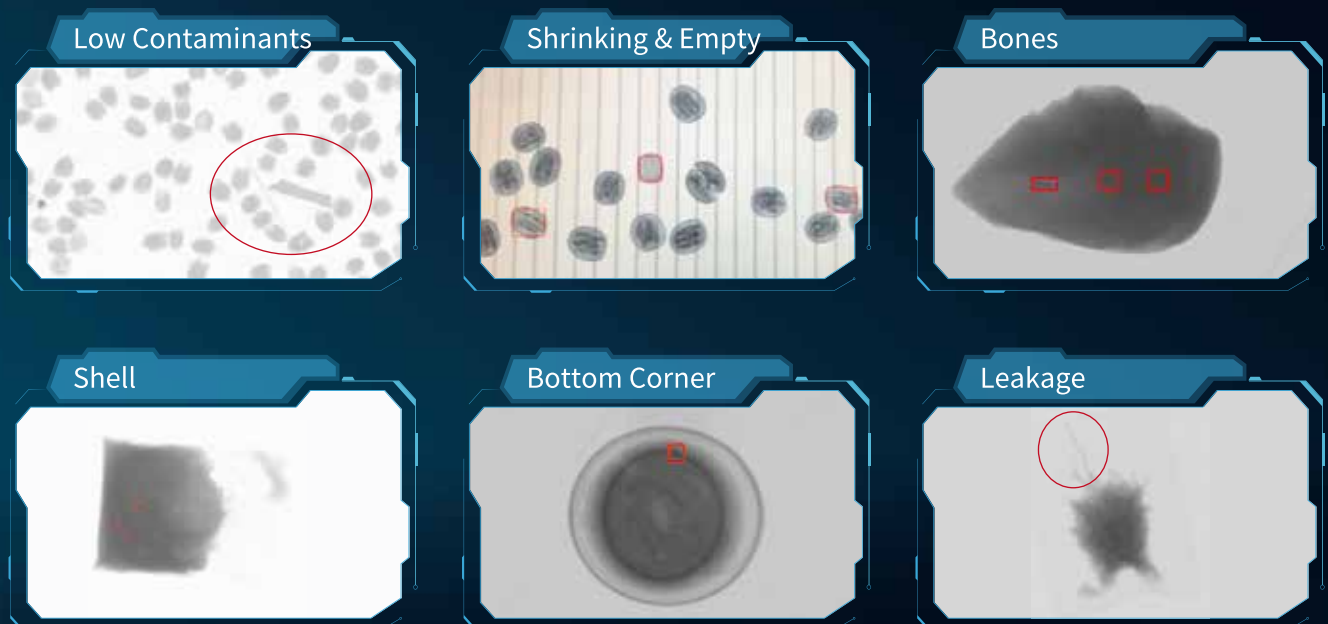 Low Contaminants
Shrinking & Empty
Bones
Shell
Bottom Corner
Leakage